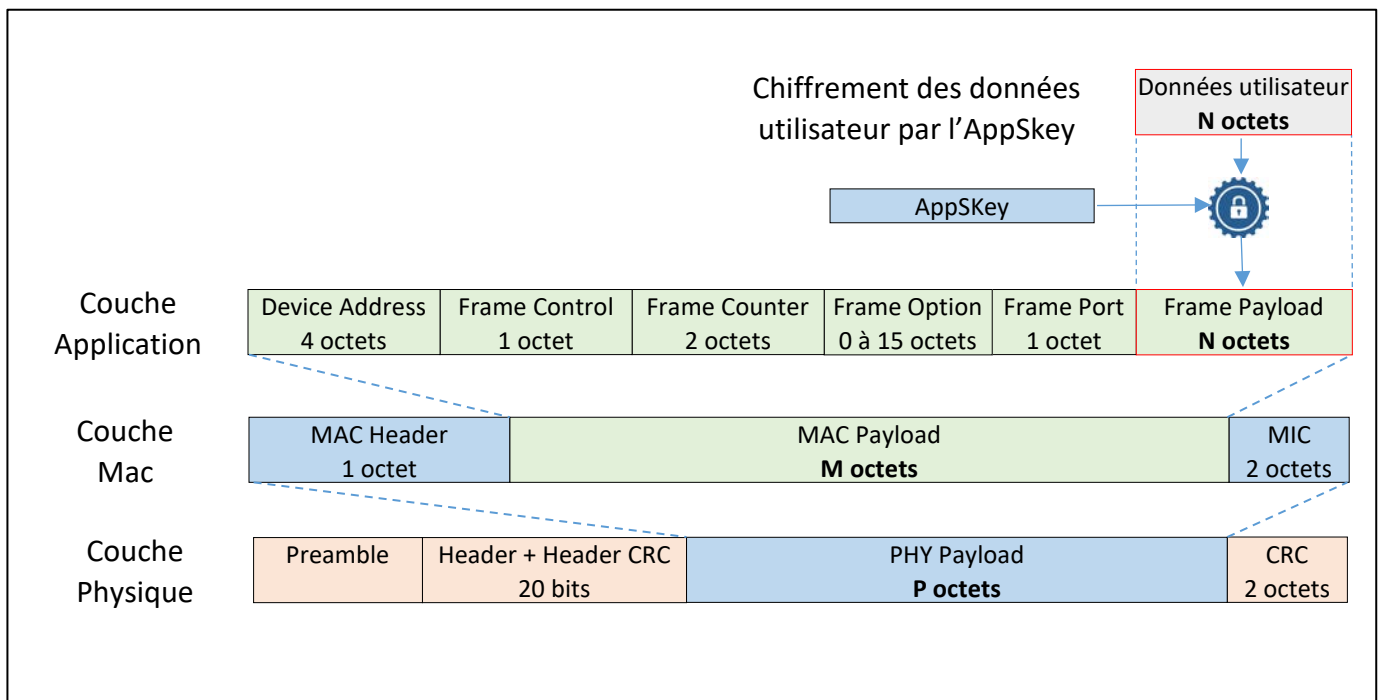 Chiffrement des données
utilisateur par l’AppSkey
Données utilisateur
N octets
AppSKey
Couche
Application
Device Address
4 octets
Frame Control
1 octet
Frame Counter
2 octets
Frame Option
0 à 15 octets
Frame Port
1 octet
Frame Payload
N octets
Couche
Mac
MAC Header
1 octet
MAC Payload
M octets
MIC
2 octets
Couche
Physique
Preamble
Header + Header CRC
20 bits
PHY Payload
P octets
CRC
2 octets